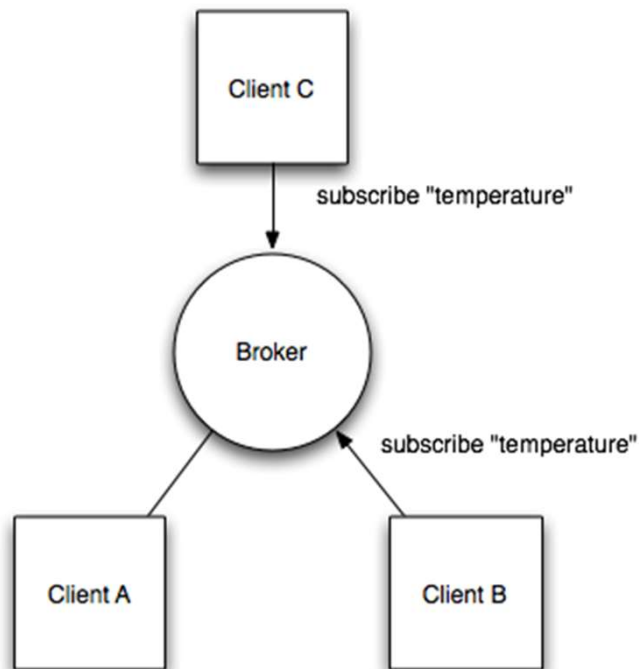 Client C
subscribe "temperature"
Broker
subscribe "temperature"
Client A
Client B